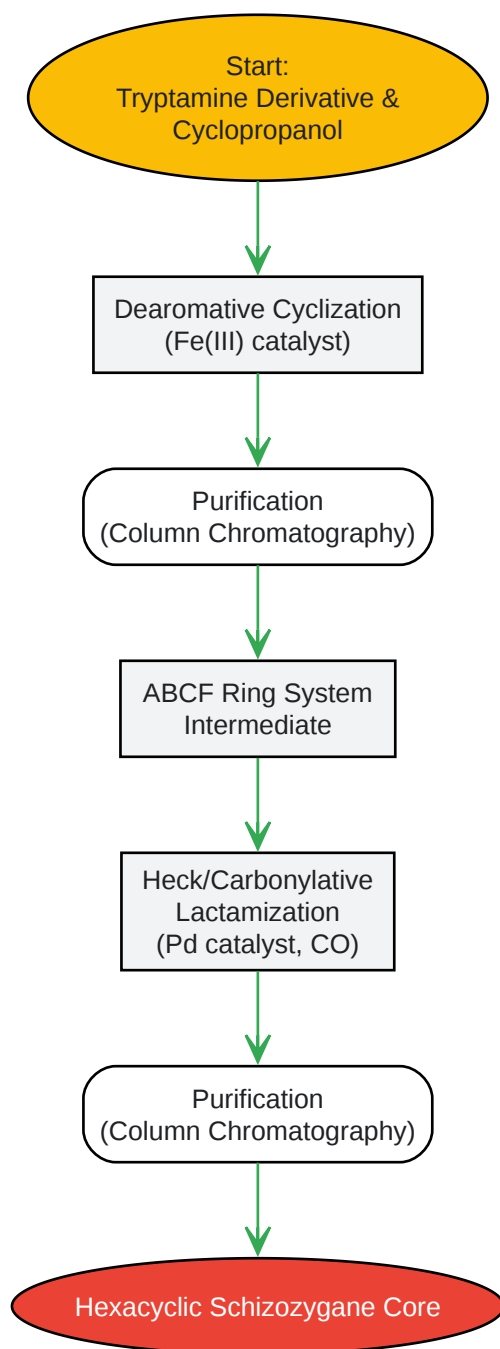 Start:
Tryptamine Derivative &
Cyclopropanol
Dearomative Cyclization
(Fe(III) catalyst)
Purification
(Column Chromatography)
ABCF Ring System
Intermediate
Heck/Carbonylative
Lactamization
(Pd catalyst, CO)
Purification
(Column Chromatography)
Hexacyclic Schizozygane Core